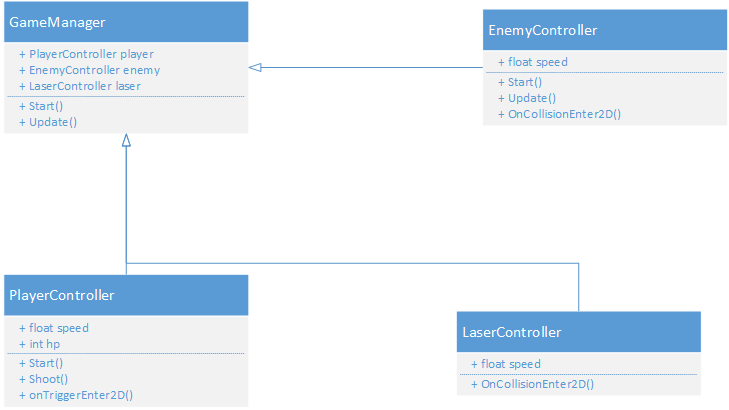 GameManager
+ PlayerController player
+ EnemyController enemy
+ LaserController laser
+ Start()
+ Update()
EnemyController
+ float speed
+ Start()
+ Update()
+ OnCollisionEnter2D()
PlayerController
+ float speed
+ int hp
+ Start()
+ Shoot()
+ onTriggerEnter2D()
LaserController
+ float speed
+ OnCollisionEnter2D()